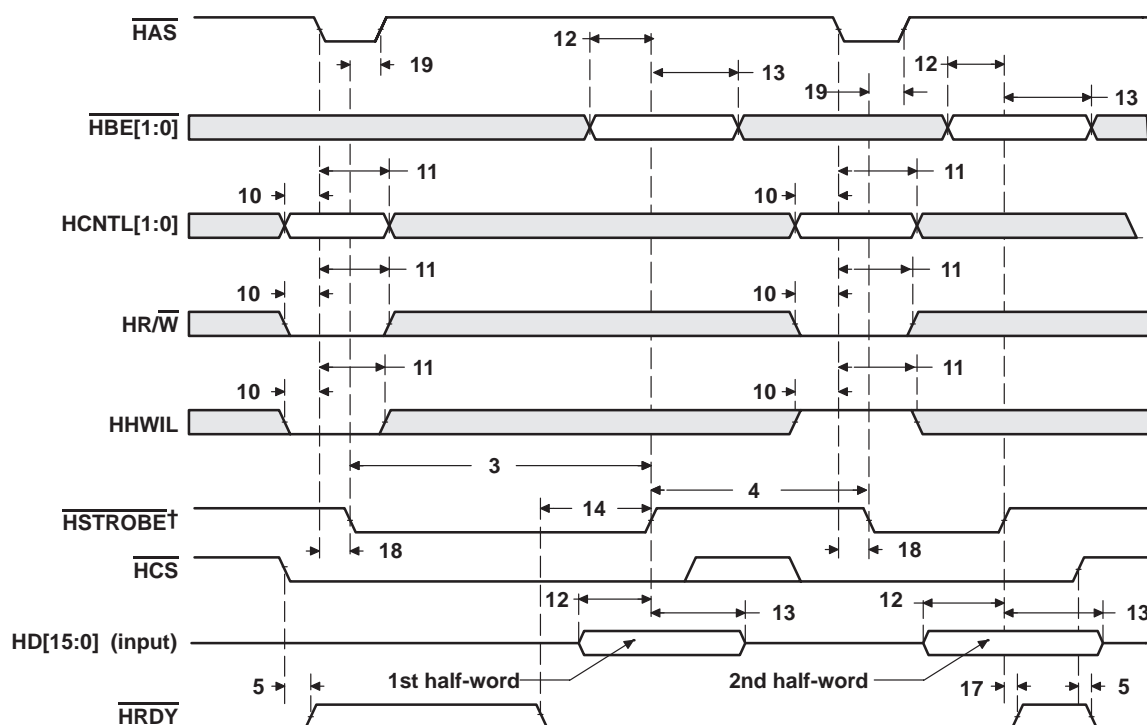 HAS
12
19
13
19
12
13
HBE[1:0]
11
11
10
10
HCNTL[1:0]
11
11
10
10
HR/W
11
11
10
10
HHWIL
3
4
14
HSTROBE†
18
18
HCS
12
13
12
13
HD[15:0] (input)
1st half-word
2nd half-word
5
17
5
HRDY